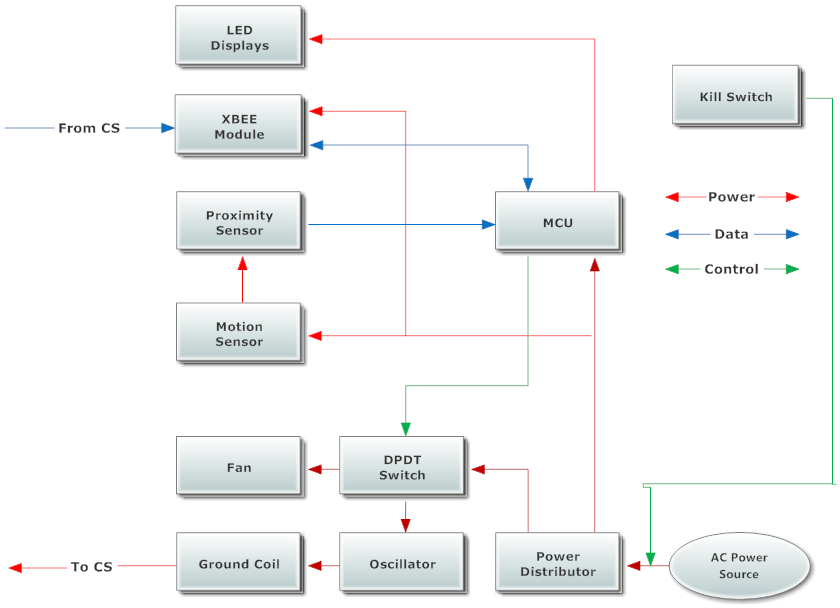 LED
Displays
Kill Switch
XBEE
Module
From CS
Proximity
Sensor
MCU
Power
Data
Control
Motion
Sensor
Fan
DPDT
Switch
To CS
Ground Coil
Oscillator
Power
Distributor
AC Power
Source